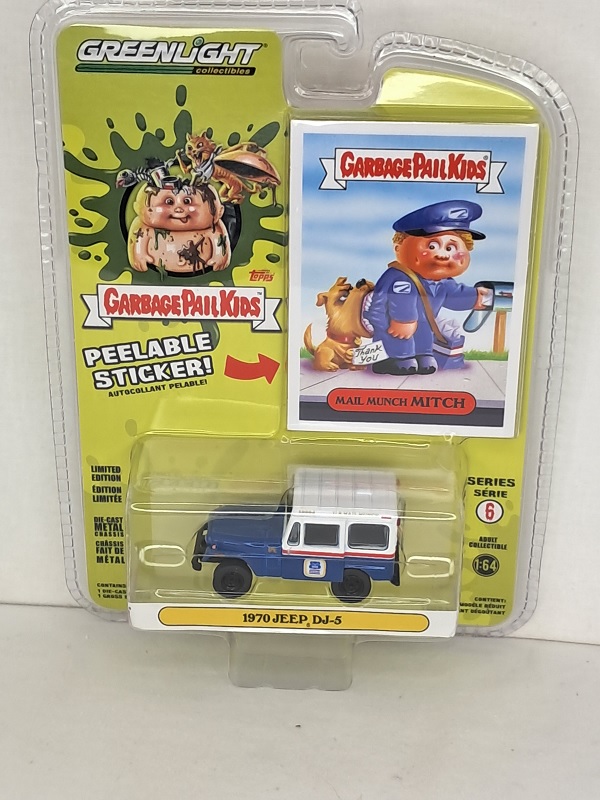 GREENLIGHT
collectibles
topps
GARBAGE PAIL KIDS
PEELABLE
STICKER!
AUTOCOLLANT PELABLE!
GARBAGE PAIL KIDS
Thank
You
MAIL MUNCH MITCH
LIMITED
EDITION
ÉDITION
LIMITÉE
DIE-CAST
METAL
CHASSIS
CHÂSSIS
FAIT DE
MÉTAL
SERIES
SÉRIE
6
ADULT
COLLECTIBLE
1:64
1970 JEEP DJ-5